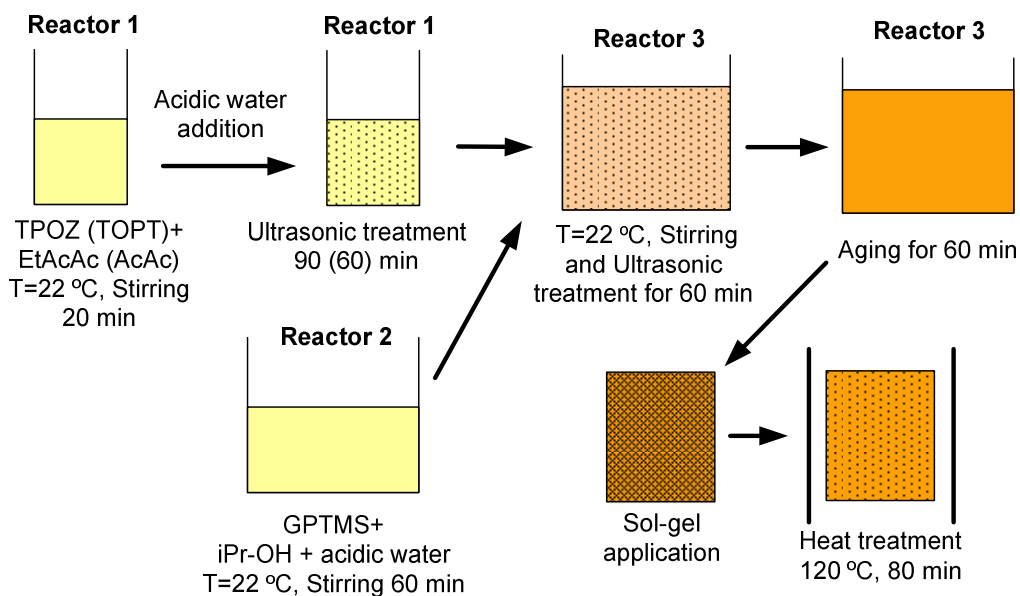 Reactor 1
Acidic water
addition
Reactor 1
Reactor 3
Reactor 3
TPOZ (TOPT)+
EtAcAc (AcAc)
T=22 ºC, Stirring
20 min
Ultrasonic treatment
90 (60) min
T=22 ºC, Stirring
and Ultrasonic
treatment for 60 min
Aging for 60 min
Reactor 2
GPTMS+
iPr-OH + acidic water
T=22 ºC, Stirring 60 min
Sol-gel
application
Heat treatment
120 ºC, 80 min